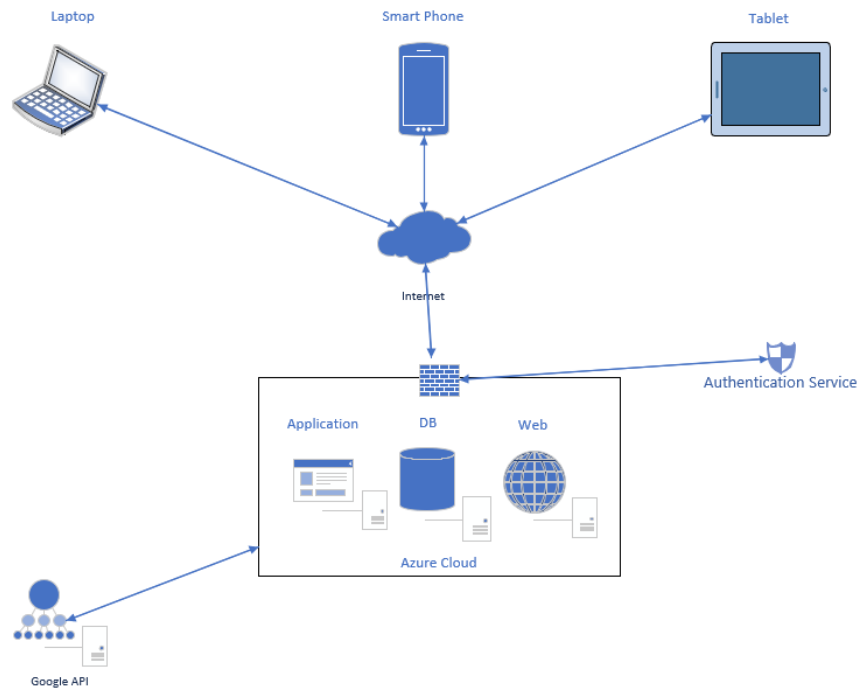 Laptop
Smart Phone
Tablet
Internet
Authentication Service
Application
DB
Web
Azure Cloud
Google API